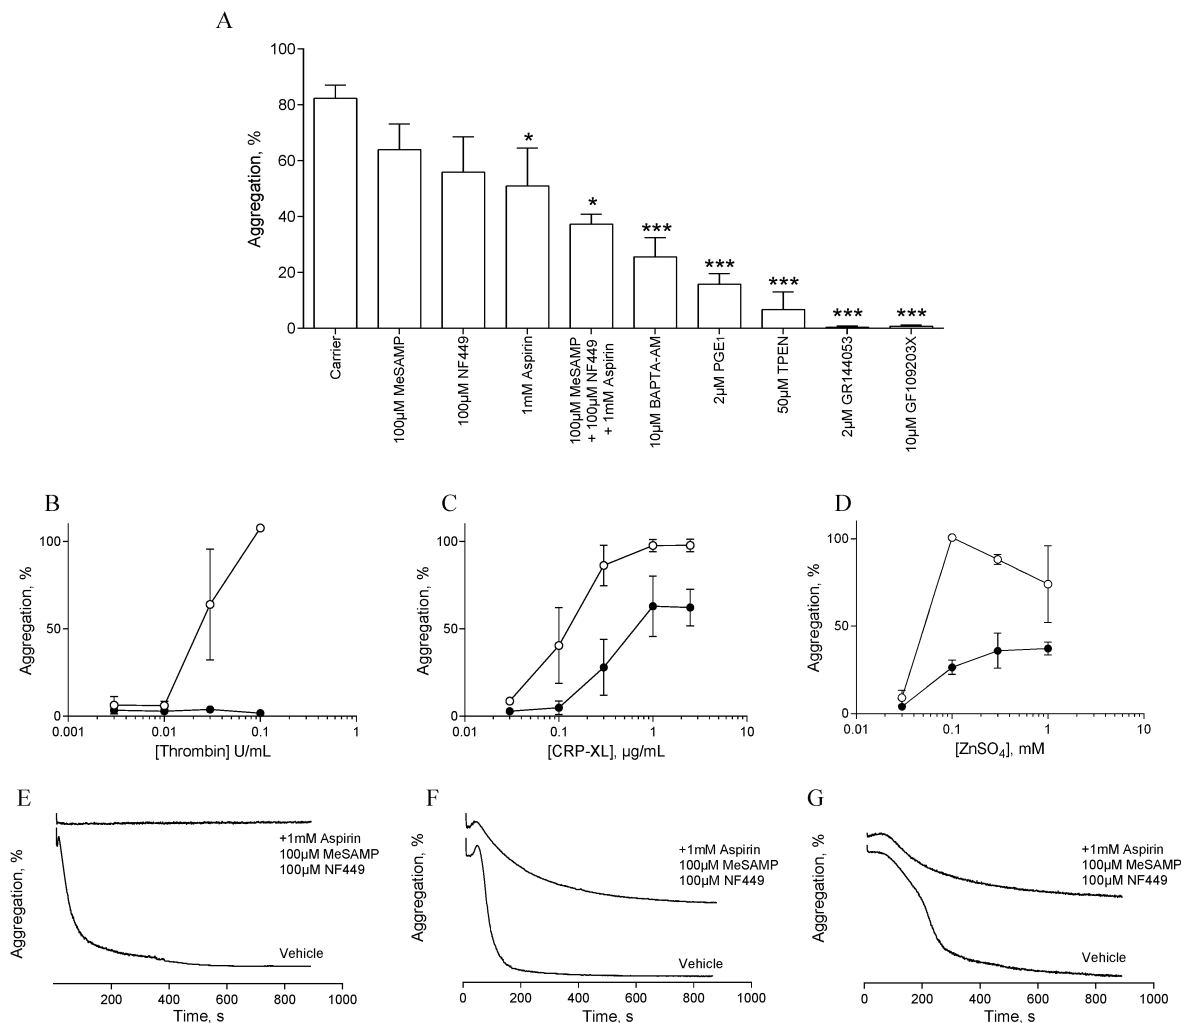 A
100
80
60
40
20
0
Aggregation, %
*
*
***
***
***
***
***
Carrier
100μM MeSAMP
100μM NF449
1mM Aspirin
100μM MeSAMP
+ 100μM NF449
+ 1mM Aspirin
10μM BAPTA-AM
2μM PGE1
50μM TPEN
2μM GR144053
10μM GF109203X
B
100
50
0
Aggregation, %
0.001
0.01
0.1
1
[Thrombin] U/mL
C
100
50
0
Aggregation, %
0.01
0.1
1
10
[CRP-XL], μg/mL
D
100
50
0
Aggregation, %
0.01
0.1
1
10
[ZnSO4], mM
E
Aggregation, %
+1mM Aspirin
100μM MeSAMP
100μM NF449
Vehicle
200
400
600
800
1000
Time, s
F
Aggregation, %
+1mM Aspirin
100μM MeSAMP
100μM NF449
Vehicle
0
200
400
600
800
1000
Time, s
G
Aggregation, %
+1mM Aspirin
100μM MeSAMP
100μM NF449
Vehicle
0
200
400
600
800
1000
Time, s